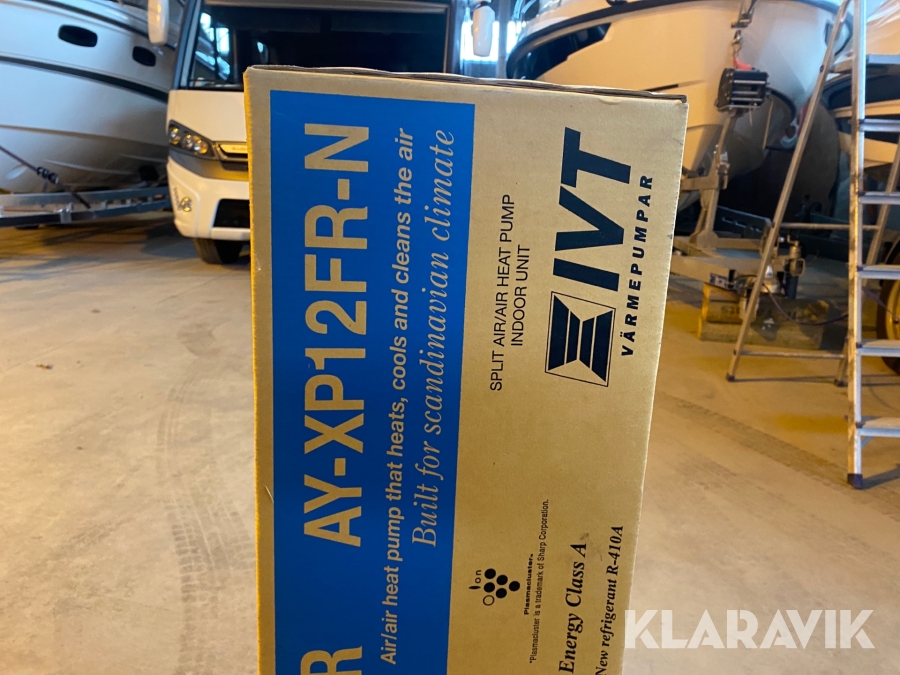 R AY-XP12FR-N
Air/air heat pump that heats, cools and cleans the air
Built for scandinavian climate
SPLIT AIR/AIR HEAT PUMP
INDOOR UNIT
IVT
VÄRMEPUMPAR
Ion
Plasmacluster
*Plasmacluster is a trademark of Sharp Corporation.
Energy Class A
New refrigerant R-410A
KLARAVIK